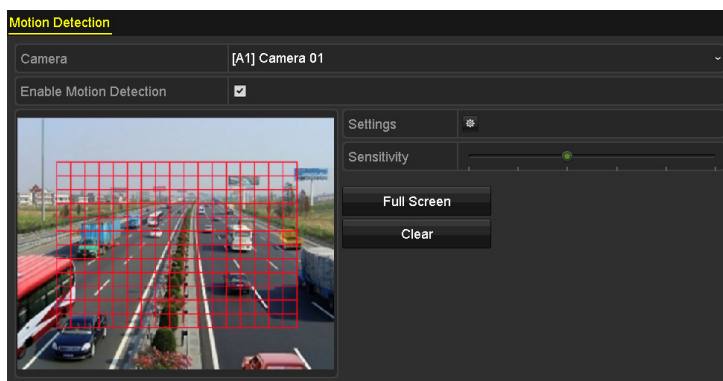 Motion Detection
Camera [A1] Camera 01
Enable Motion Detection
Settings
Sensitivity
Full Screen
Clear